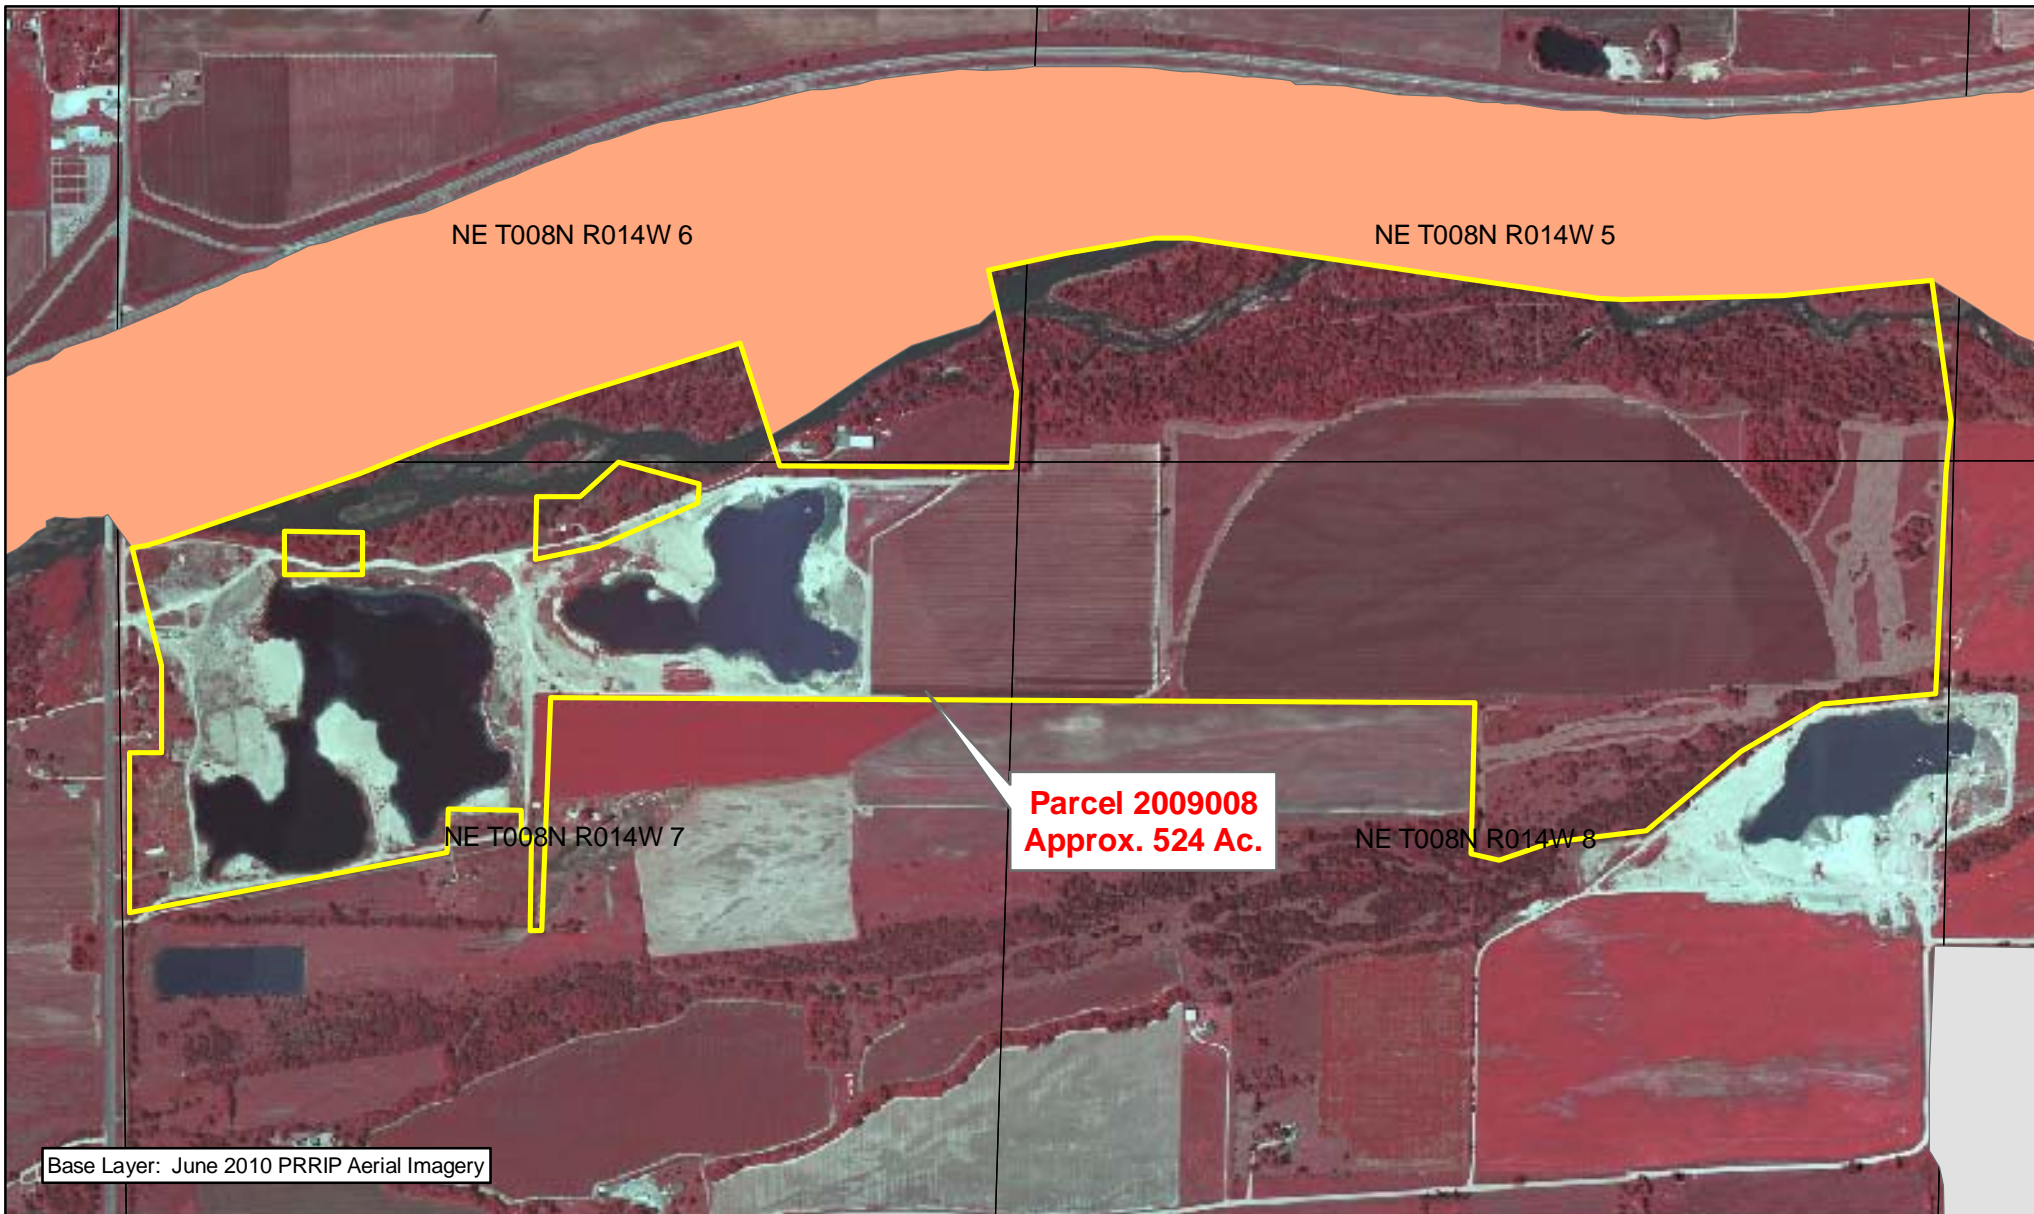 NE T008N R014W 6
NE T008N R014W 5
Parcel 2009008
Approx. 524 Ac.
NE T008N R014W 7
NE T008N R014W 8
Base Layer: June 2010 PRRIP Aerial Imagery